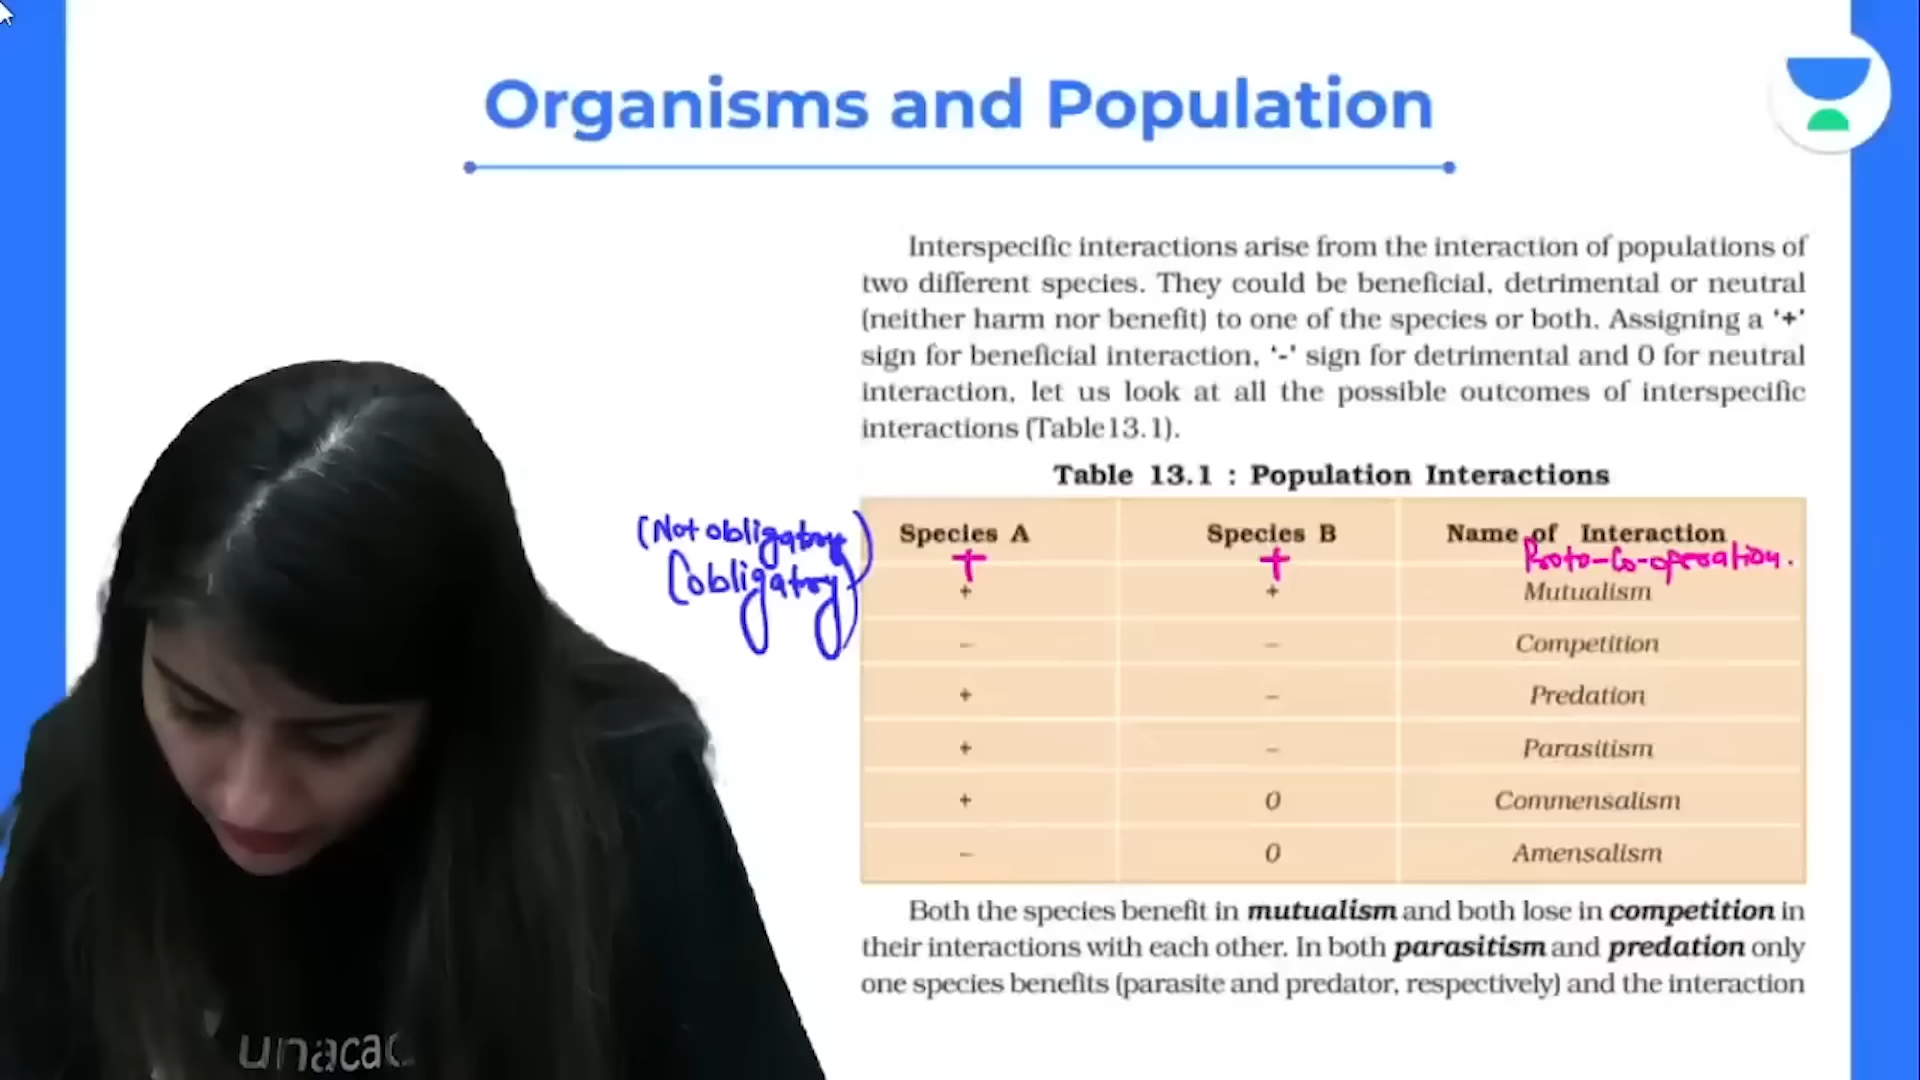 Organisms and Population
Interspecific interactions arise from the interaction of populations of
two different species. They could be beneficial, detrimental or neutral
(neither harm nor benefit) to one of the species or both. Assigning a ‘+’
sign for beneficial interaction, ‘-’ sign for detrimental and 0 for neutral
interaction, let us look at all the possible outcomes of interspecific
interactions (Table13.1).
Table 13.1 : Population Interactions
Species A Species B Name of Interaction
(Not obligatory) + + Proto-Co-operation.
(obligatory) + + Mutualism
– – Competition
+ – Predation
+ – Parasitism
+ 0 Commensalism
– 0 Amensalism
Both the species benefit in mutualism and both lose in competition in
their interactions with each other. In both parasitism and predation only
one species benefits (parasite and predator, respectively) and the interaction
unacad